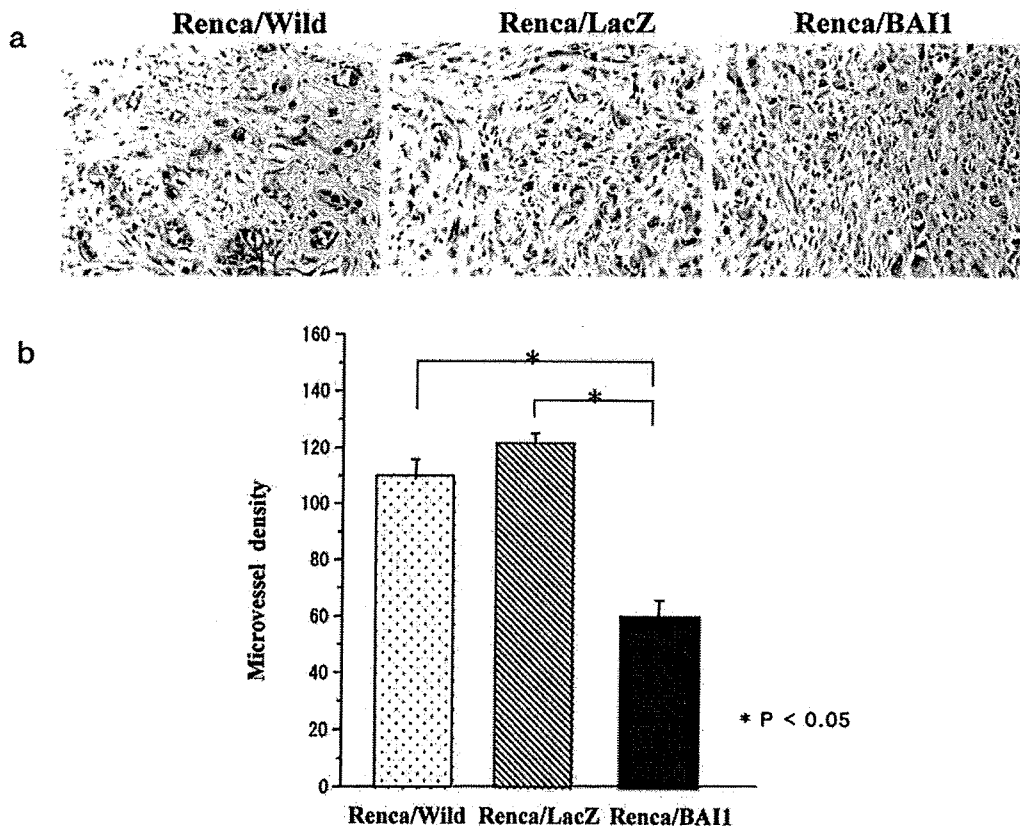 a
Renca/Wild Renca/LacZ Renca/BAI1
b
Microvessel density
160
140
120
100
80
60
40
20
0
* *
* P < 0.05
Renca/Wild Renca/LacZ Renca/BAI1